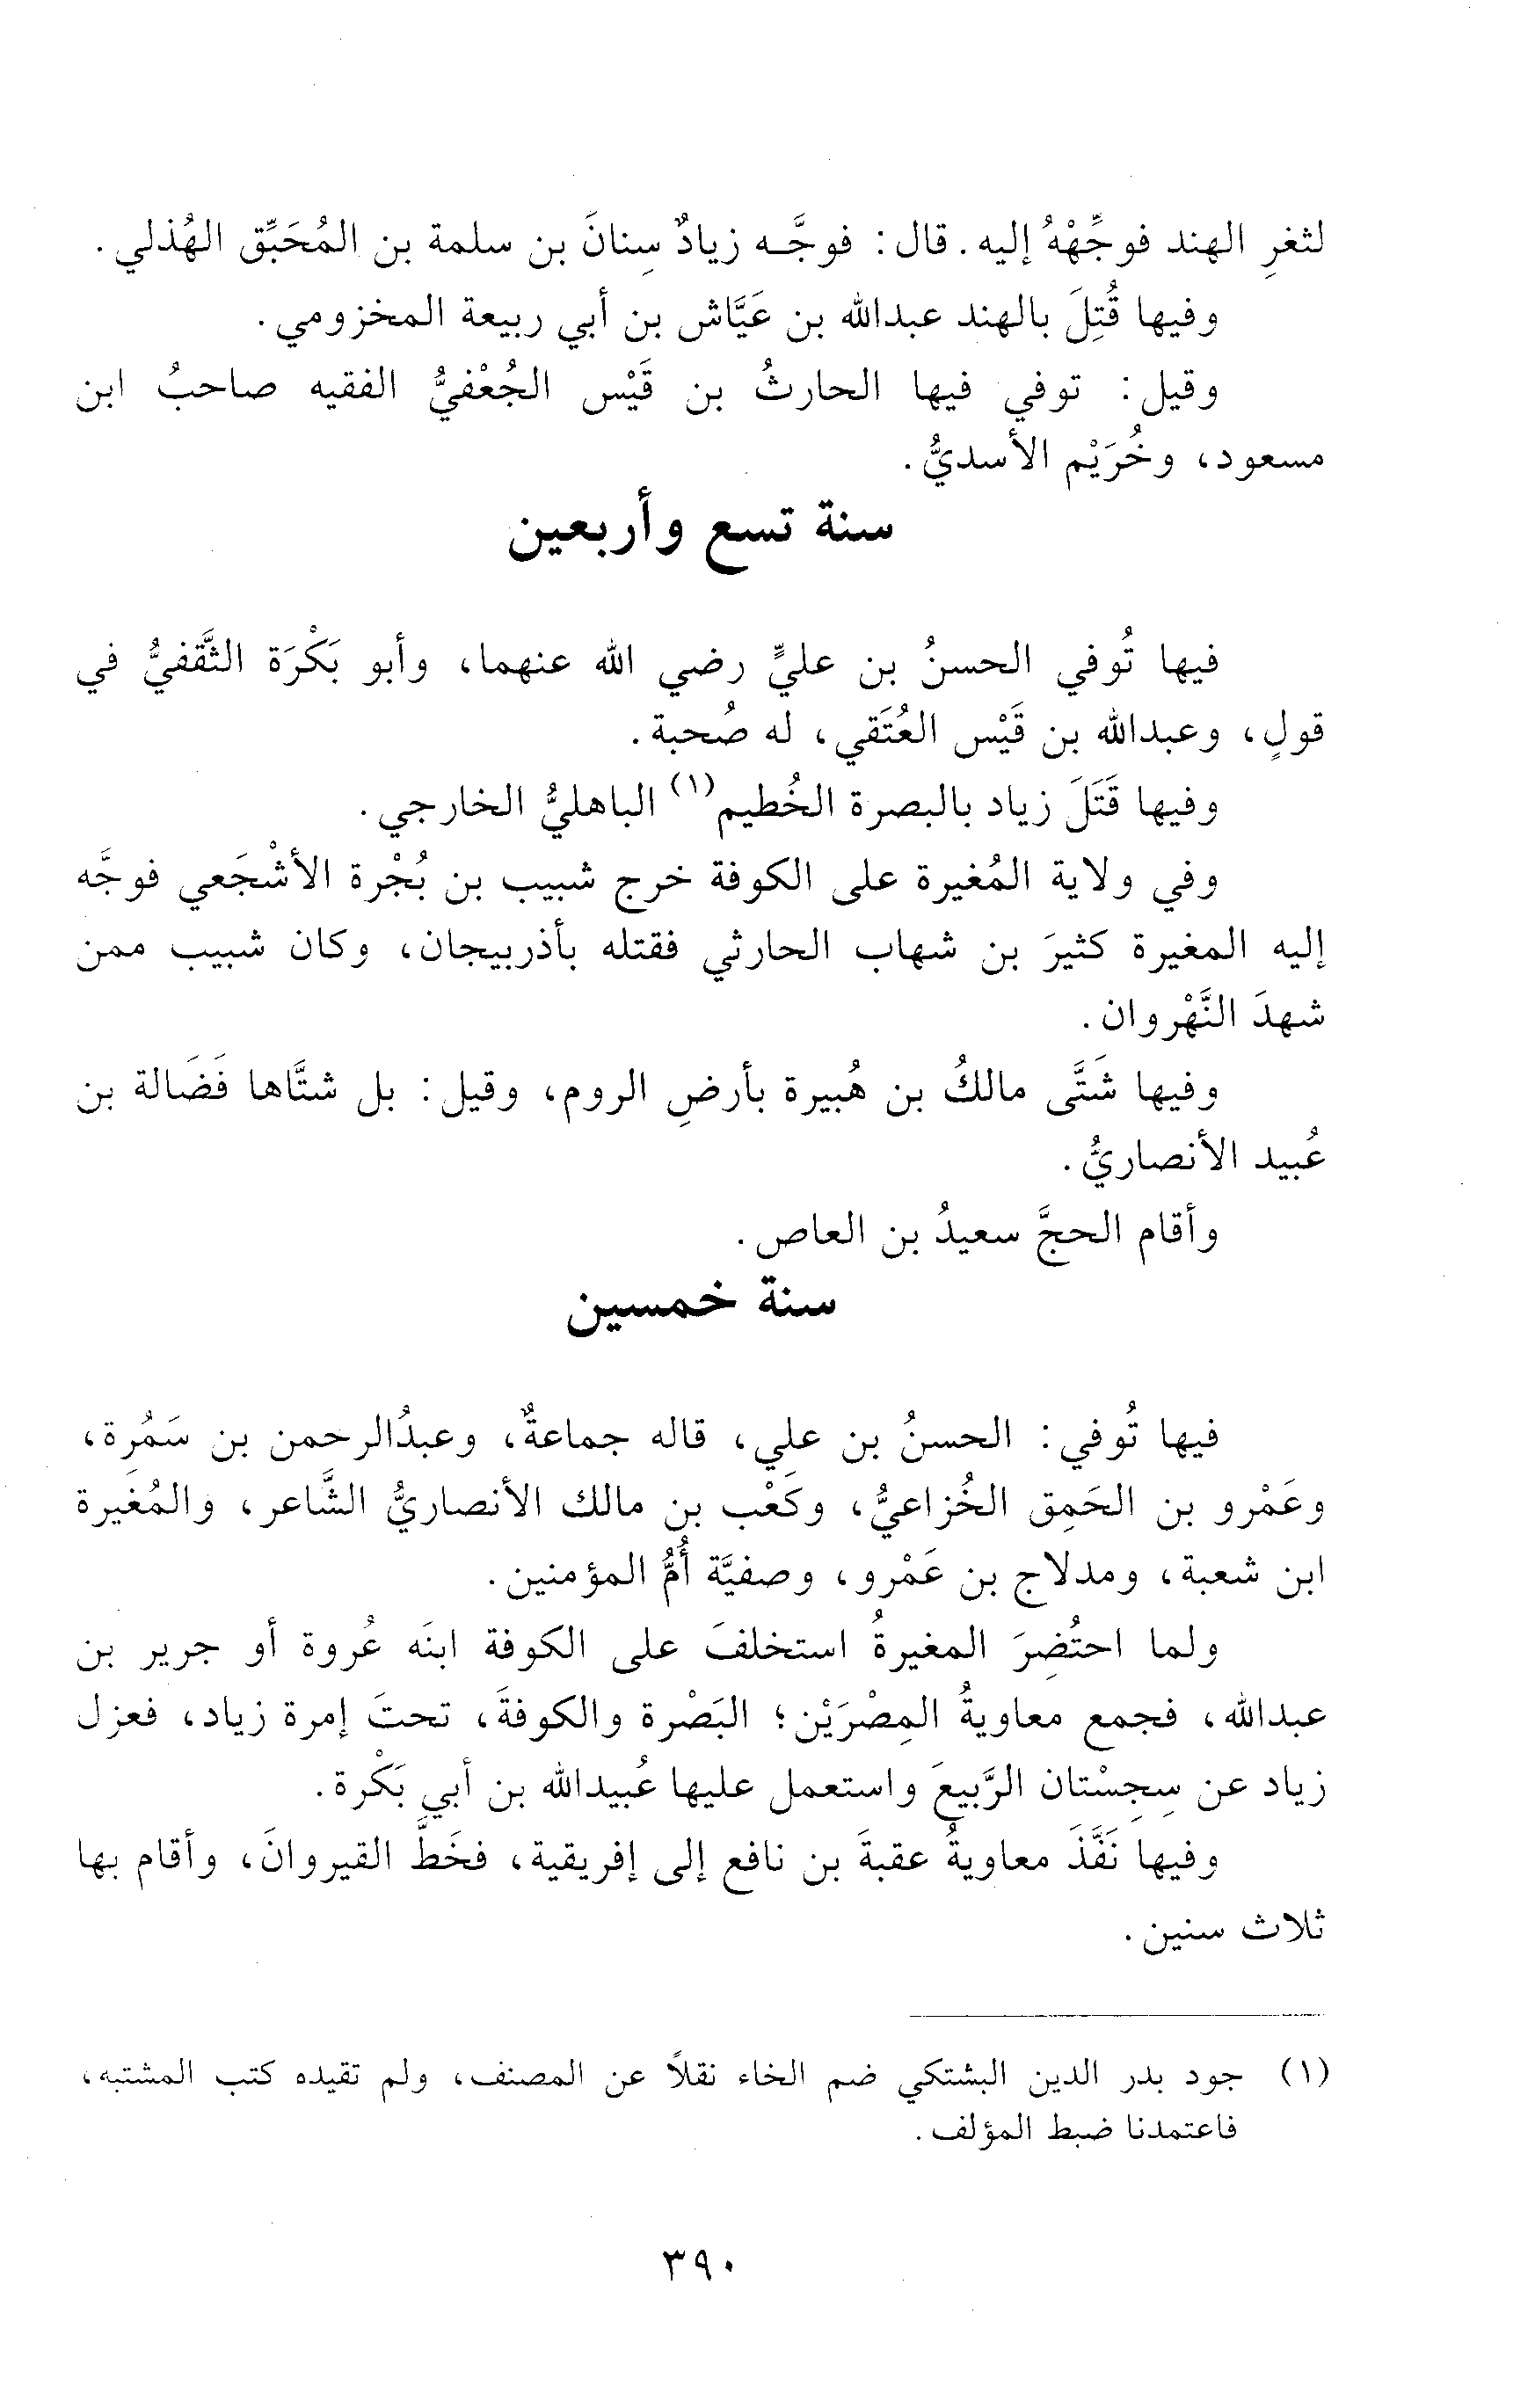 لثغرِ الهند فوجِّهْهُ إليه. قال: فوجَّـه زيادٌ سِنانَ بن سلمة بن المُحَبِّق الهُذلي.
وفيها قُتِلَ بالهند عبدالله بن عَيَّاش بن أبي ربيعة المخزومي.
وقيل: توفي فيها الحارثُ بن قَيْس الجُعْفيُّ الفقيه صاحبُ ابن
مسعود، وخُرَيْم الأسديُّ.
سنة تسع وأربعين
فيها تُوفي الحسنُ بن عليٍّ رضي الله عنهما، وأبو بَكْرَة الثَّقفيُّ في
قولٍ، وعبدالله بن قَيْس العُتَقي، له صُحبة.
وفيها قَتَلَ زياد بالبصرة الخُطيم(١) الباهليُّ الخارجي.
وفي ولاية المُغيرة على الكوفة خرج شبيب بن بُجْرة الأشْجَعي فوجَّه
إليه المغيرة كثيرَ بن شهاب الحارثي فقتله بأذربيجان، وكان شبيب ممن
شهدَ النَّهْروان.
وفيها شَتَّى مالكُ بن هُبيرة بأرضِ الروم، وقيل: بل شتَّاها فَضَالة بن
عُبيد الأنصاريُّ.
وأقام الحجَّ سعيدُ بن العاص.
سنة خمسين
فيها تُوفي: الحسنُ بن علي، قاله جماعةٌ، وعبدُالرحمن بن سَمُرة،
وعَمْرو بن الحَمِق الخُزاعيُّ، وكَعْب بن مالك الأنصاريُّ الشَّاعر، والمُغِيرة
ابن شعبة، ومدلاج بن عَمْرو، وصفيَّة أُمُّ المؤمنين.
ولما احتُضِرَ المغيرةُ استخلفَ على الكوفة ابنَه عُروة أو جرير بن
عبدالله، فجمع معاويةُ المِصْرَيْن؛ البَصْرة والكوفةَ، تحتَ إمرة زياد، فعزل
زياد عن سِجِسْتان الرَّبيعَ واستعمل عليها عُبيدالله بن أبي بَكْرة.
وفيها نَفَّذَ معاويةُ عقبةَ بن نافع إلى إفريقية، فخَطَّ القيروانَ، وأقام بها
ثلاث سنين.
(١) جود بدر الدين البشتكي ضم الخاء نقلاً عن المصنف، ولم تقيده كتب المشتبه،
فاعتمدنا ضبط المؤلف.
٣٩٠